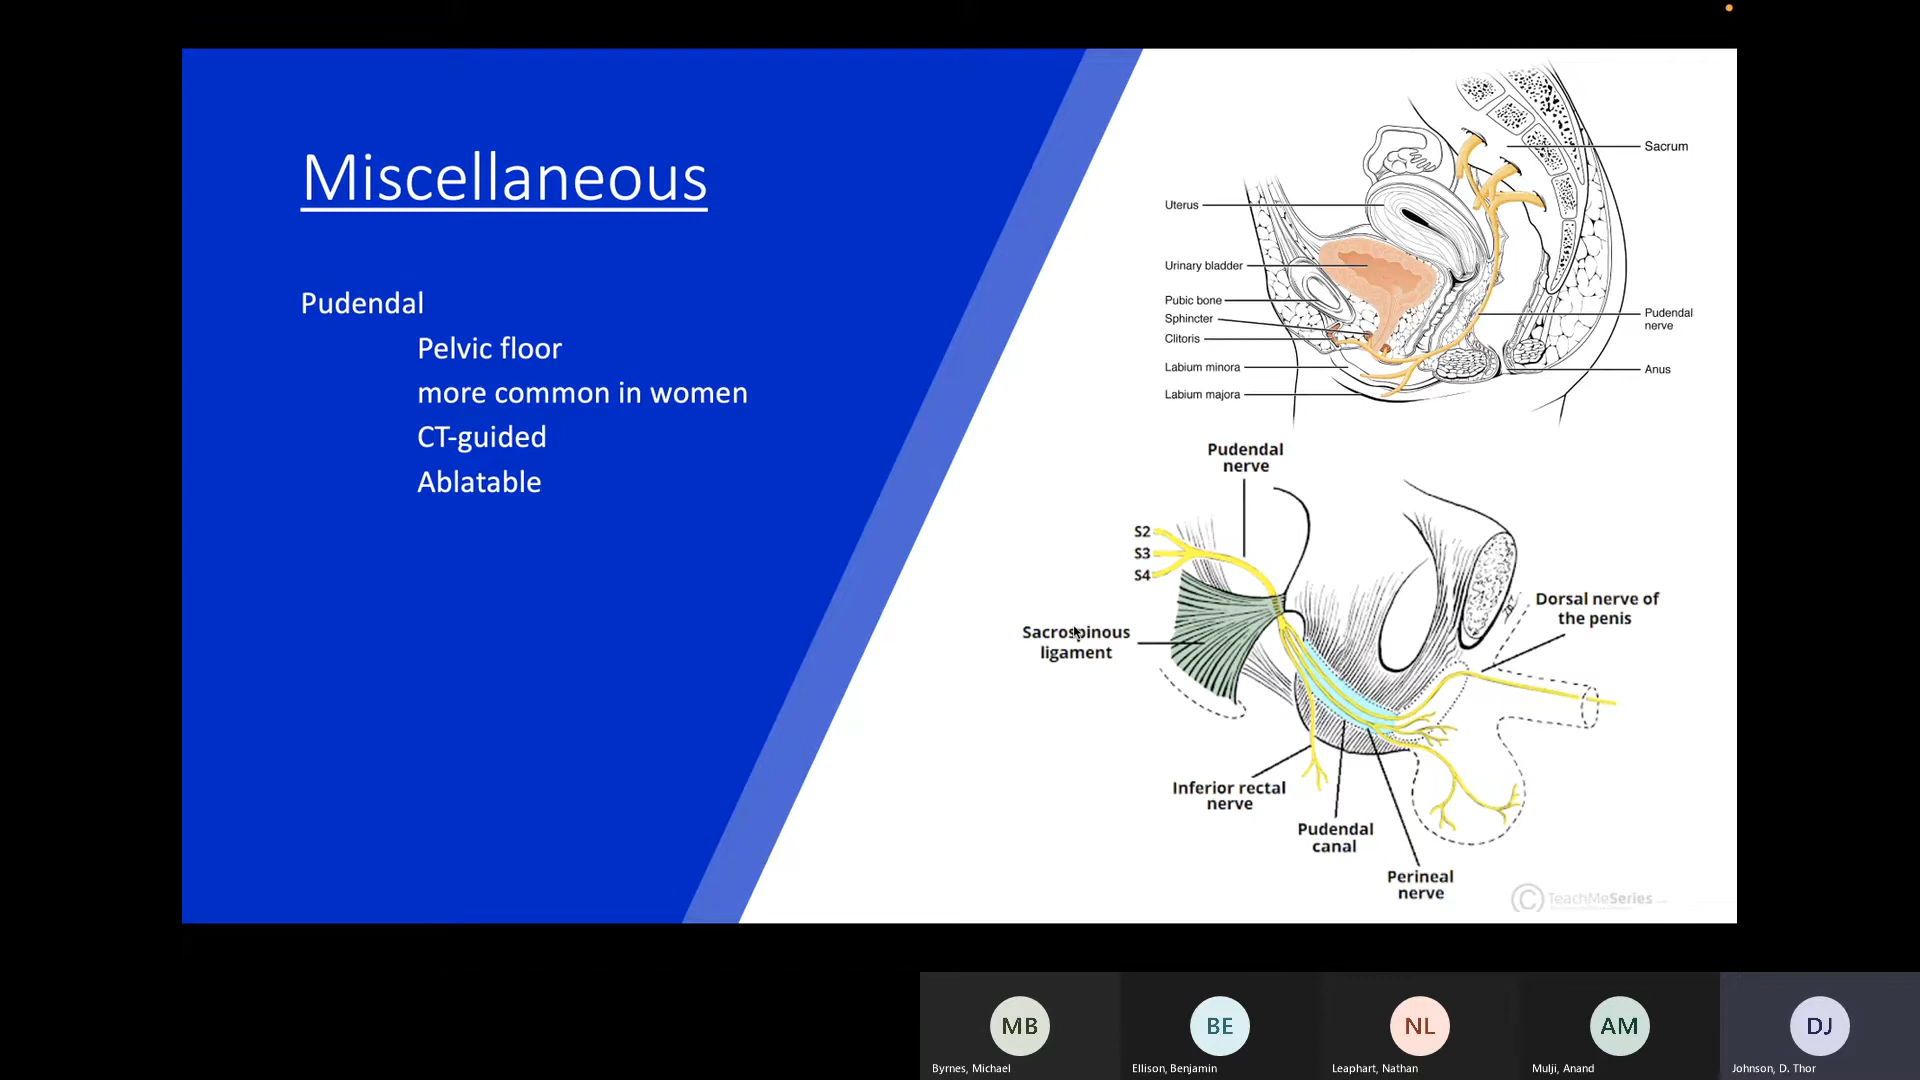 Miscellaneous
Pudendal
Pelvic floor
more common in women
CT-guided
Ablatable
Sacrum
Uterus
Urinary bladder
Pubic bone
Sphincter
Clitoris
Labium minora
Labium majora
Pudendal
nerve
Anus
Pudendal
nerve
S2
S3
S4
Sacrospinous
ligament
Dorsal nerve of
the penis
Inferior rectal
nerve
Pudendal
canal
Perineal
nerve
© TeachMeSeries
MB
BE
NL
AM
DJ
Byrnes, Michael
Ellison, Benjamin
Leaphart, Nathan
Mulji, Anand
Johnson, D. Thor